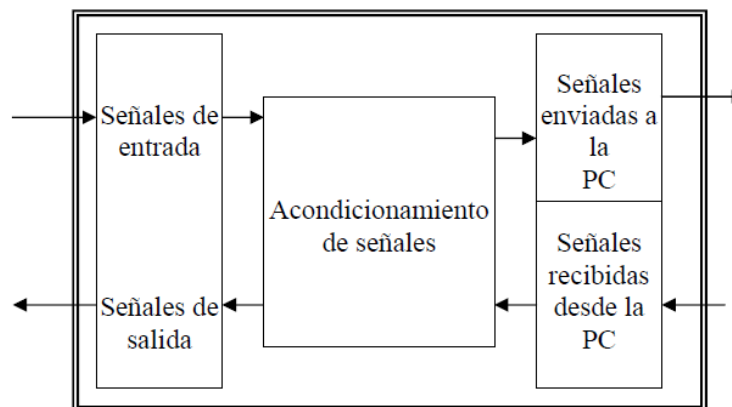 Señales de
entrada
Señales de
salida
Acondicionamiento
de señales
Señales
enviadas a
la
PC
Señales
recibidas
desde la
PC